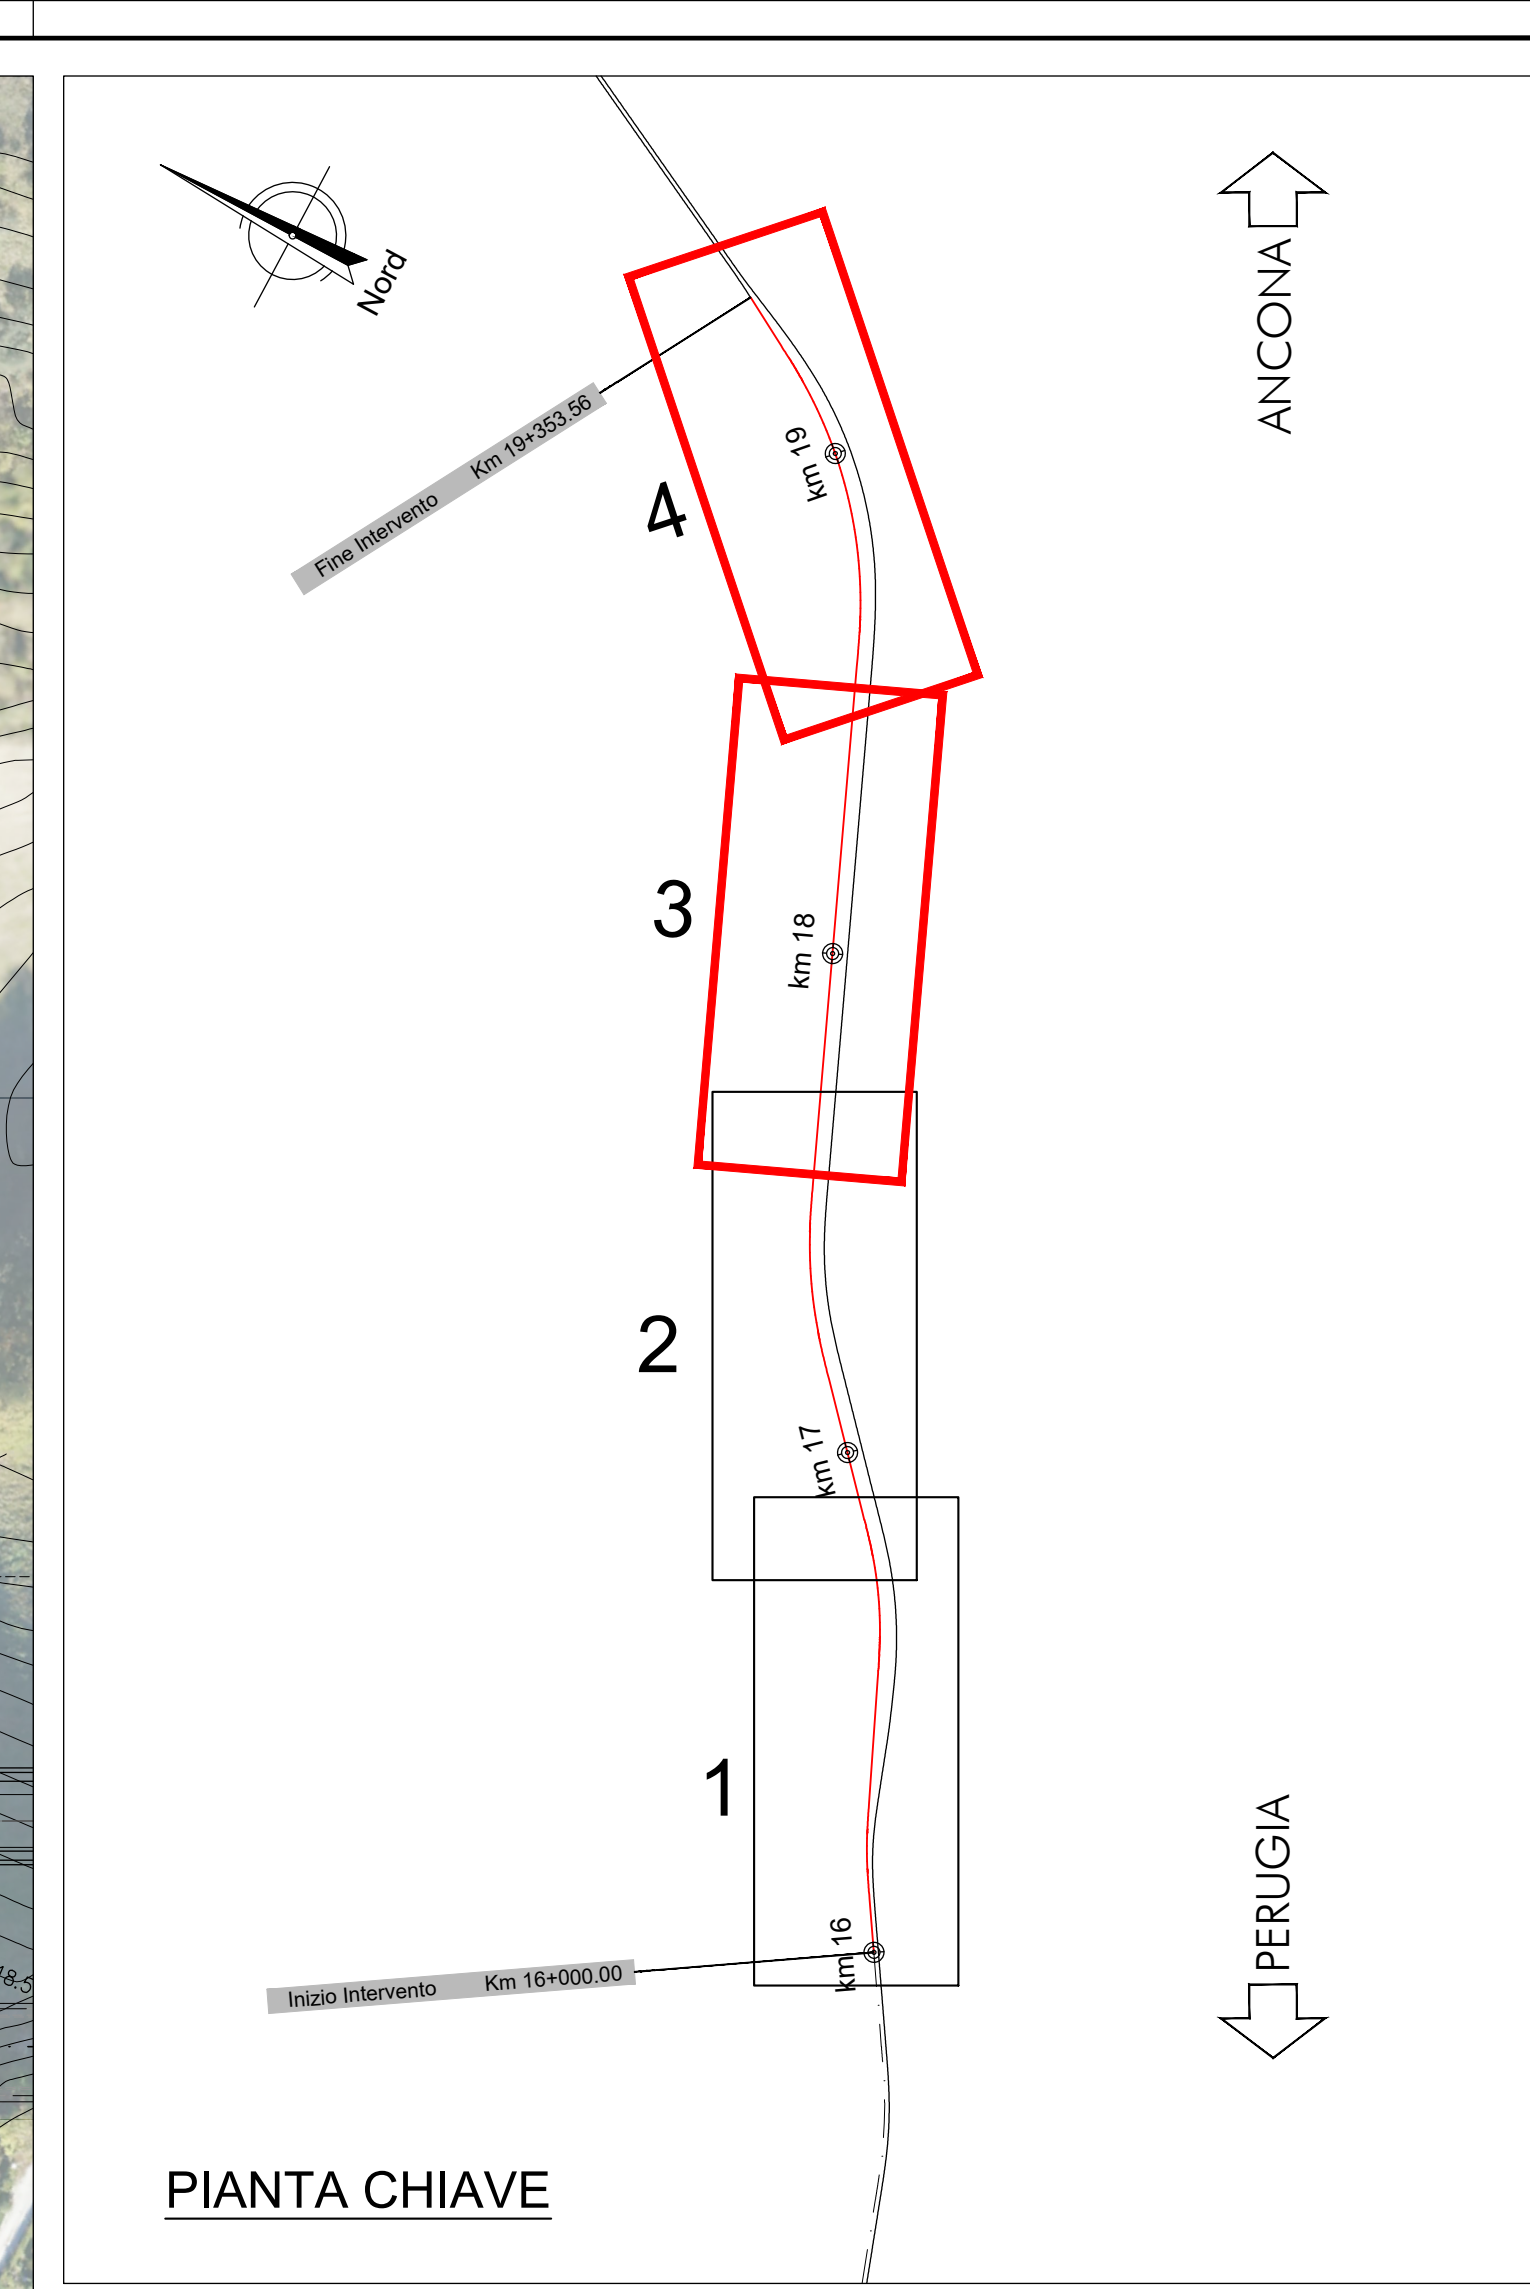 Nord
ANCONA
Fine Intervento Km 19+353.56
km 19
4
3
km 18
2
km 17
1
PERUGIA
km 16
Inizio Intervento Km 16+000.00
PIANTA CHIAVE